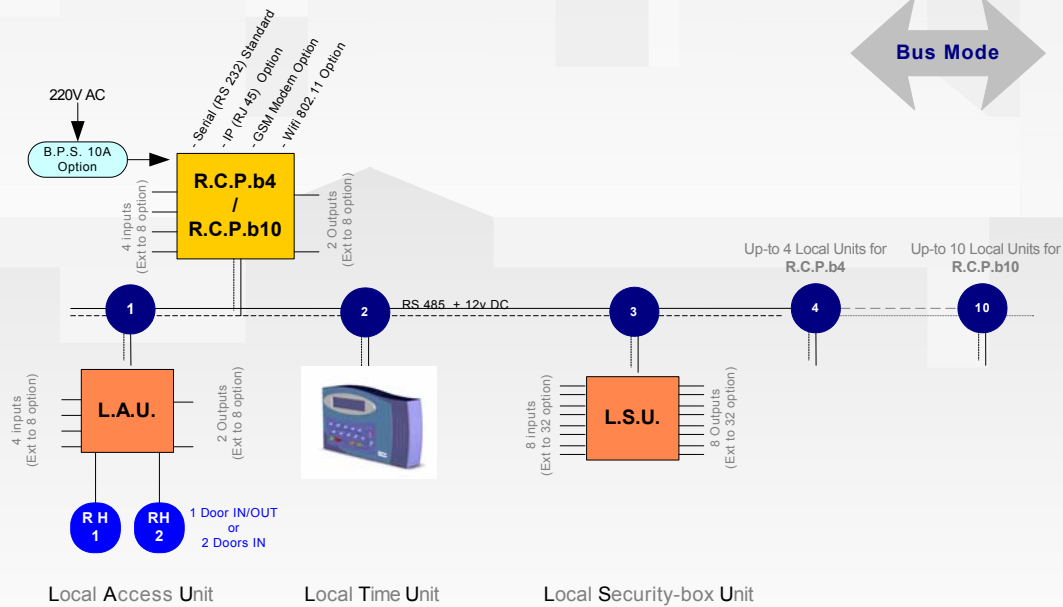 Bus Mode
- Serial (RS 232) Standard
- IP (RJ 45) Option
- GSM Modem Option
- Wifi 802.11 Option
220V AC
B.P.S. 10A
Option
R.C.P.b4
/
R.C.P.b10
4 inputs
(Ext to 8 option)
2 Outputs
(Ext to 8 option)
Up-to 4 Local Units for
R.C.P.b4
Up-to 10 Local Units for
R.C.P.b10
1
2
RS 485 + 12v DC
3
4
10
4 inputs
(Ext to 8 option)
L.A.U.
2 Outputs
(Ext to 8 option)
8 inputs
(Ext to 32 option)
L.S.U.
8 Outputs
(Ext to 32 option)
R H
1
RH
2
1 Door IN/OUT
or
2 Doors IN
Local Access Unit
Local Time Unit
Local Security-box Unit